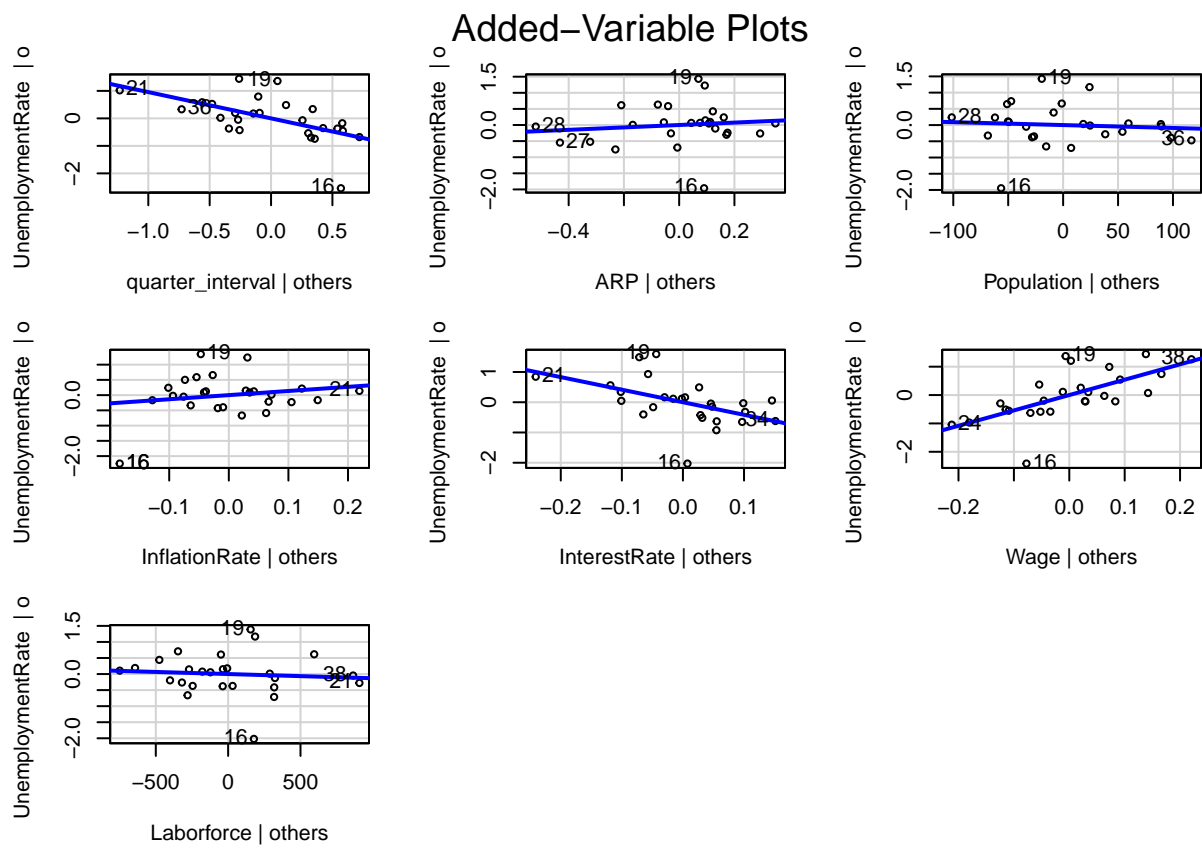 Added−Variable Plots
UnemploymentRate | o
0
−2
21
36
19
16
−1.0 −0.5 0.0 0.5
quarter_interval | others
UnemploymentRate | o
1.5
0.0
−2.0
28
27
19
16
−0.4 0.0 0.2
ARP | others
UnemploymentRate | o
1.5
0.0
−2.0
28
19
36
16
−100 0 50 100
Population | others
UnemploymentRate | o
0.0
−2.0
19
21
16
−0.1 0.0 0.1 0.2
InflationRate | others
UnemploymentRate | o
1
0
−2
21
19
34
16
−0.2 −0.1 0.0 0.1
InterestRate | others
UnemploymentRate | o
0
−2
19
38
24
16
−0.2 0.0 0.1 0.2
Wage | others
UnemploymentRate | o
1.5
0.0
−2.0
19
38
21
16
−500 0 500
Laborforce | others